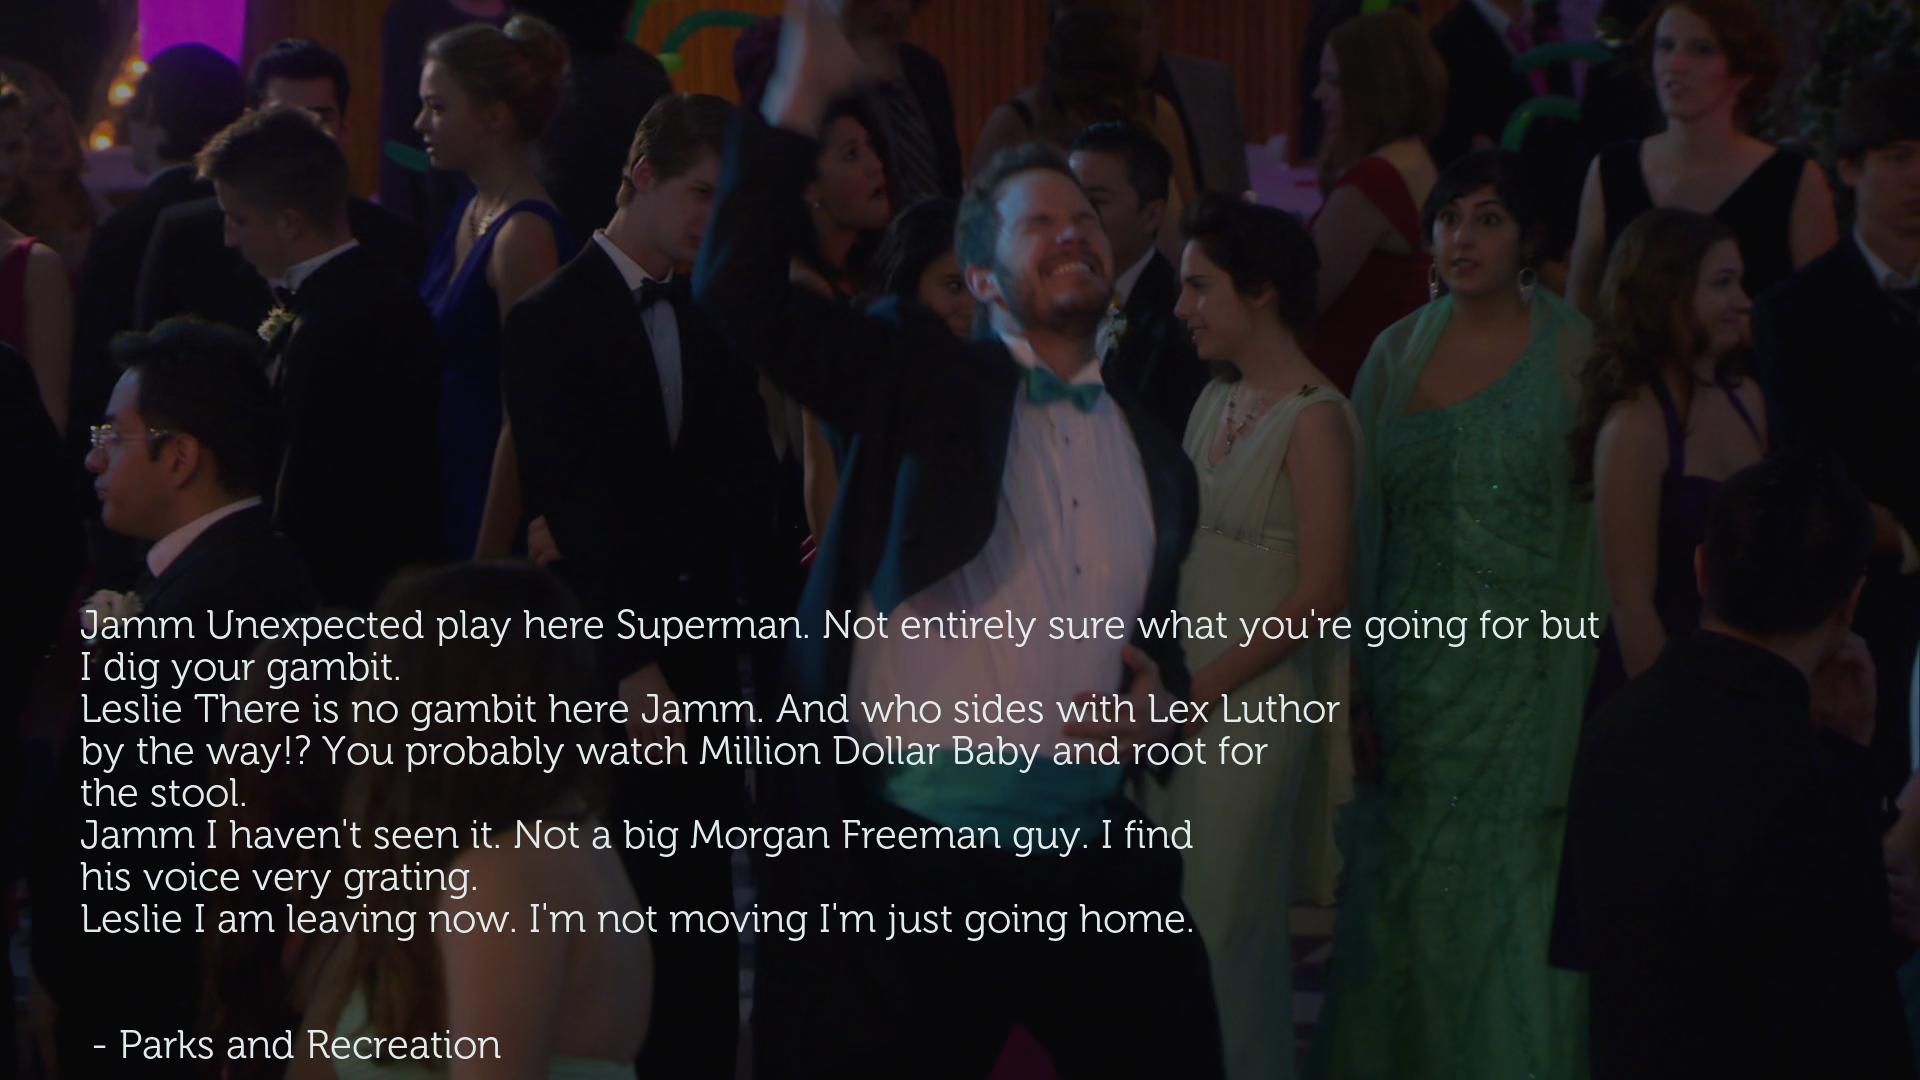 Jamm Unexpected play here Superman. Not entirely sure what you're going for but
I dig your gambit.
Leslie There is no gambit here Jamm. And who sides with Lex Luthor
by the way!? You probably watch Million Dollar Baby and root for
the stool.
Jamm I haven't seen it. Not a big Morgan Freeman guy. I find
his voice very grating.
Leslie I am leaving now. I'm not moving I'm just going home.
- Parks and Recreation